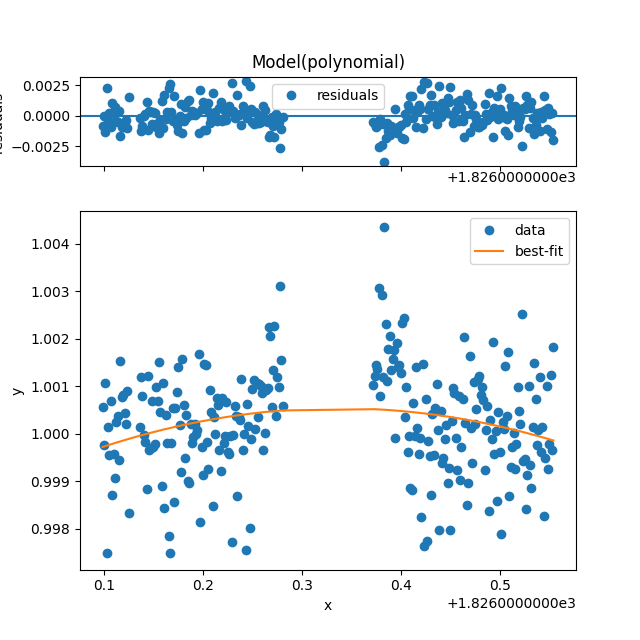 Model(polynomial)
0.0025
0.0000
−0.0025
residuals
+1.8260000000e3
1.004
1.003
1.002
1.001
1.000
0.999
0.998
y
data
best-fit
0.1 0.2 0.3 0.4 0.5
x
+1.8260000000e3